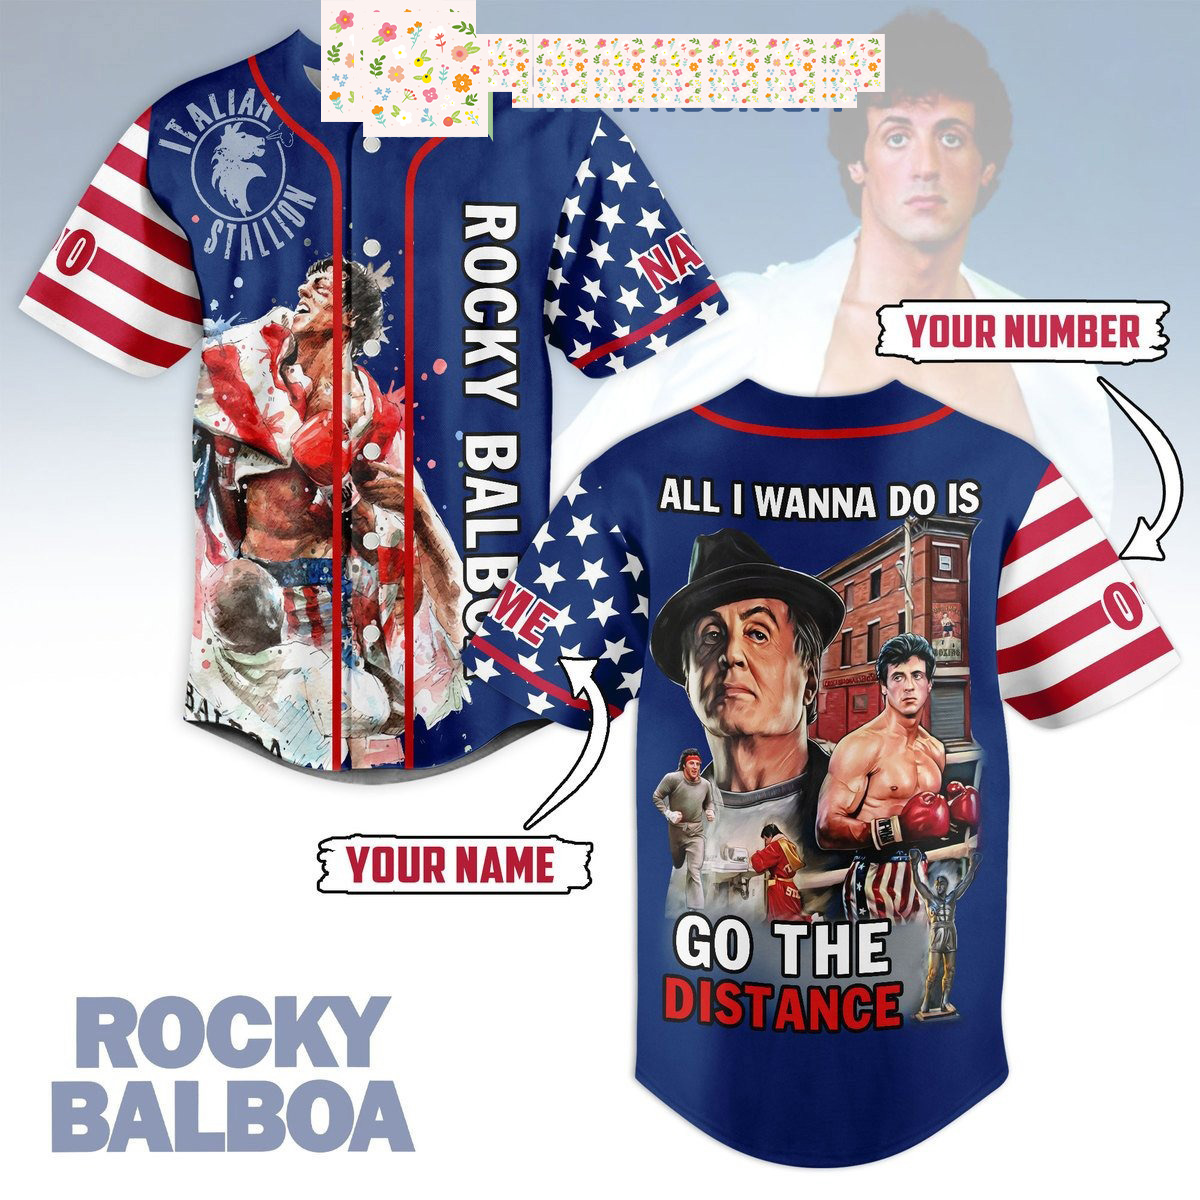 ITALIAN
STALLION
ROCKY BALBOA
NA
YOUR NUMBER
ALL I WANNA DO IS
ME
YOUR NAME
GO THE
DISTANCE
BALBOA
ROCKY
BALBOA